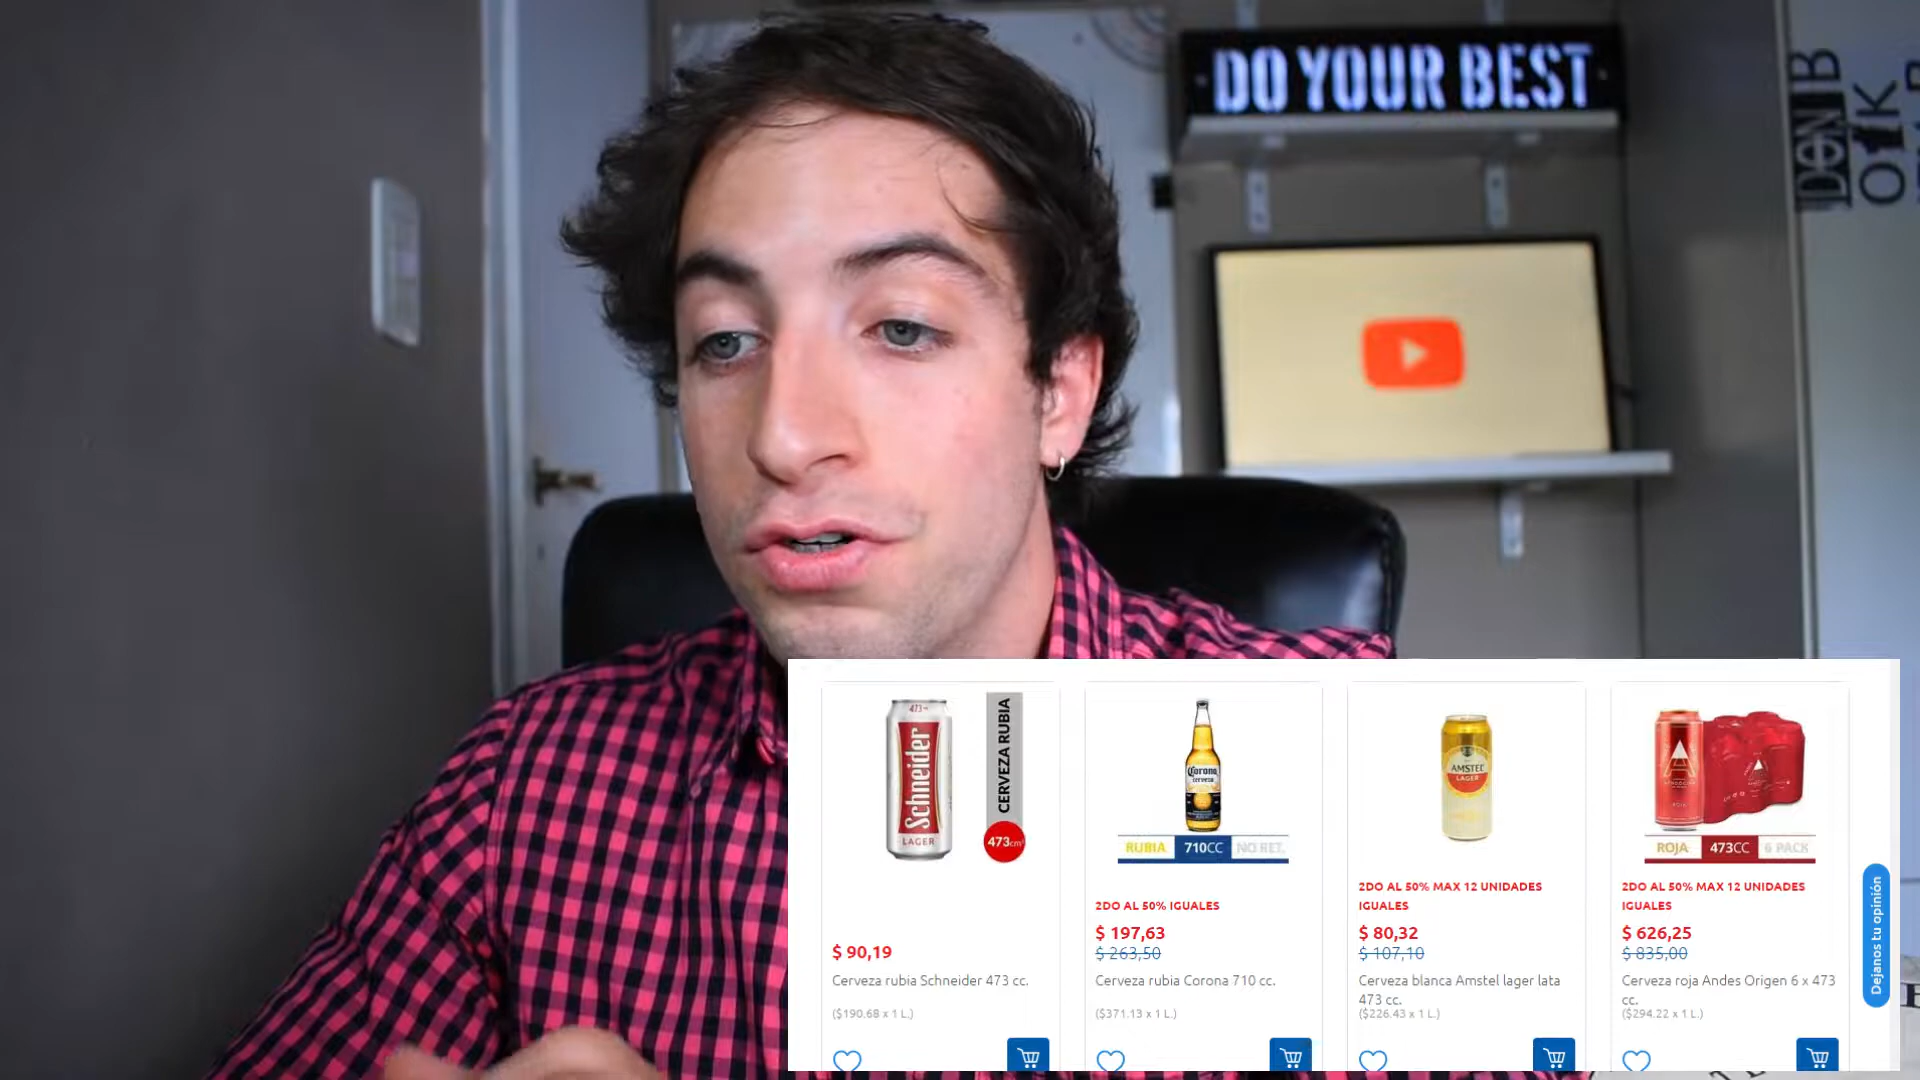 DO YOUR BEST
473
Schneider
LAGER
CERVEZA RUBIA
473cm³
Corona
cerveza
RUBIA 710CC NO RET.
AMSTEL
LAGER
ROJA 473CC 6 PACK
$ 90,19
Cerveza rubia Schneider 473 cc.
($190.68 x 1 L.)
2DO AL 50% IGUALES
$ 197,63
$ 263,50
Cerveza rubia Corona 710 cc.
($371.13 x 1 L.)
2DO AL 50% MAX 12 UNIDADES
IGUALES
$ 80,32
$ 107,10
Cerveza blanca Amstel lager lata
473 cc.
($226.43 x 1 L.)
2DO AL 50% MAX 12 UNIDADES
IGUALES
$ 626,25
$ 835,00
Cerveza roja Andes Origen 6 x 473
cc.
($294.22 x 1 L.)
Dejanos tu opinión